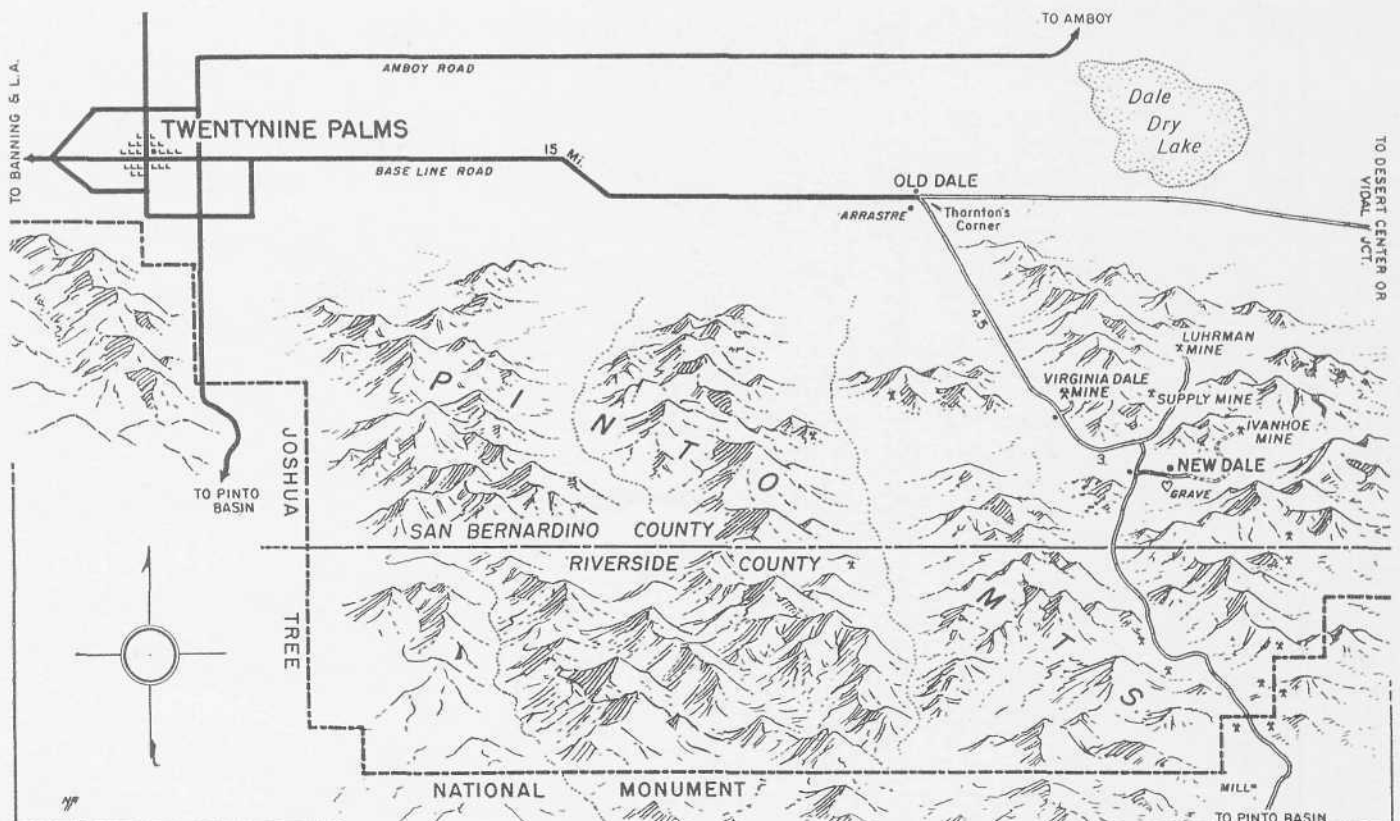 TO AMBOY
AMBOY ROAD
TO BANNING & L.A.
TWENTYNINE PALMS
15 Mi.
BASE LINE ROAD
Dale
Dry
Lake
TO DESERT CENTER OR
VIDAL JCT.
OLD DALE
ARRASTRE
Thornton's
Corner
4.5
LUHRMAN
MINE
VIRGINIA DALE
MINE
SUPPLY MINE
IVANHOE
MINE
3
NEW DALE
GRAVE
TO PINTO
BASIN
PINTO
MTS
SAN BERNARDINO COUNTY
RIVERSIDE COUNTY
JOSHUA
TREE
NATIONAL MONUMENT
MILL
TO PINTO BASIN